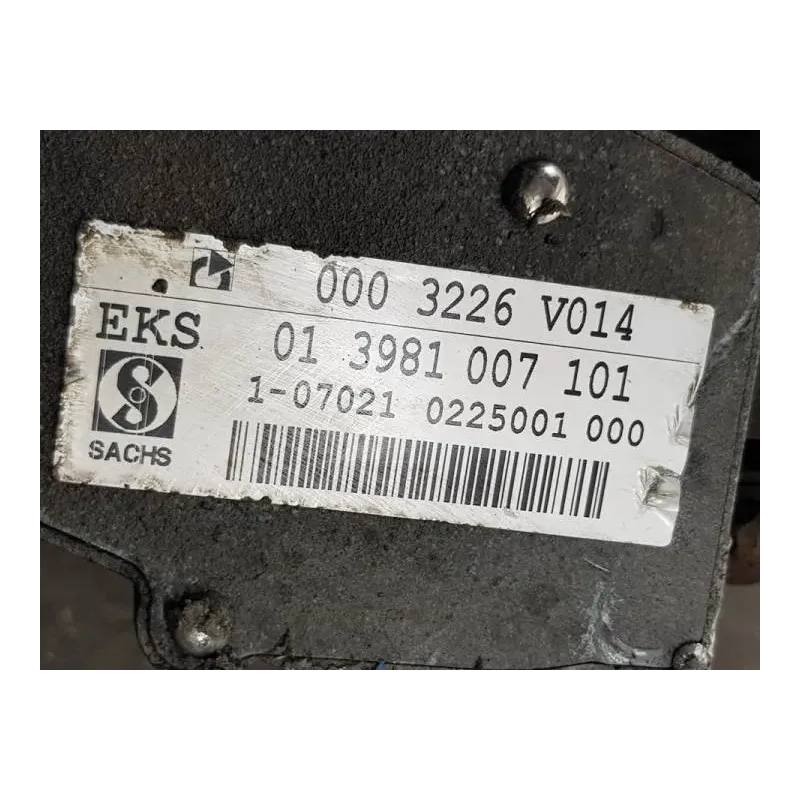 000 3226 V014
EKS 01 3981 007 101
1-07021 0225001 000
S
SACHS